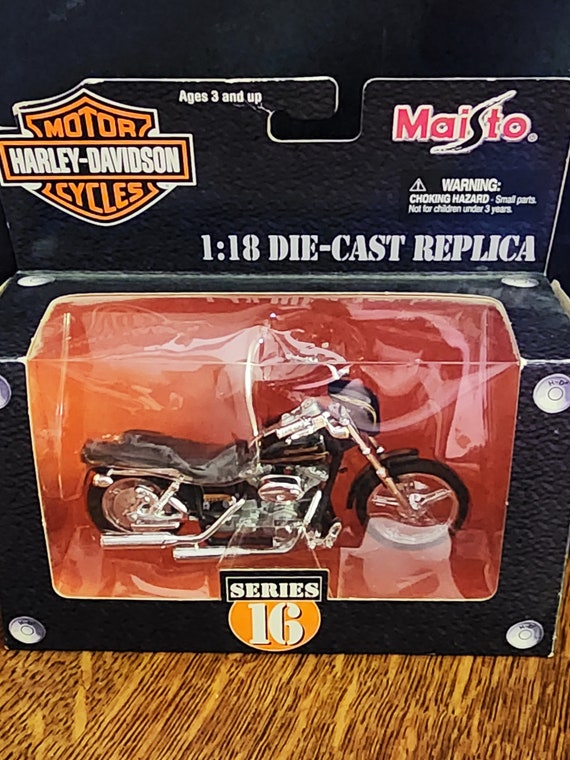 Ages 3 and up
MOTOR
HARLEY-DAVIDSON
CYCLES
Maisto®
⚠ WARNING:
CHOKING HAZARD - Small parts.
Not for children under 3 years.
1:18 DIE-CAST REPLICA
SERIES
16